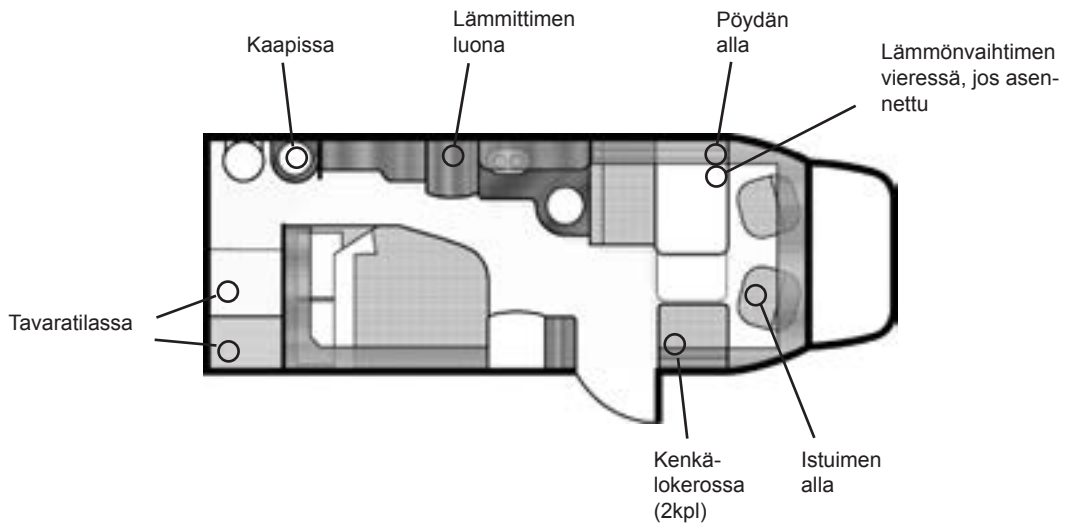 Kaapissa
Lämmittimen
luona
Pöydän
alla
Lämmönvaihtimen
vieressä, jos asen-
nettu
Tavaratilassa
Kenkä-
lokerossa
(2kpl)
Istuimen
alla